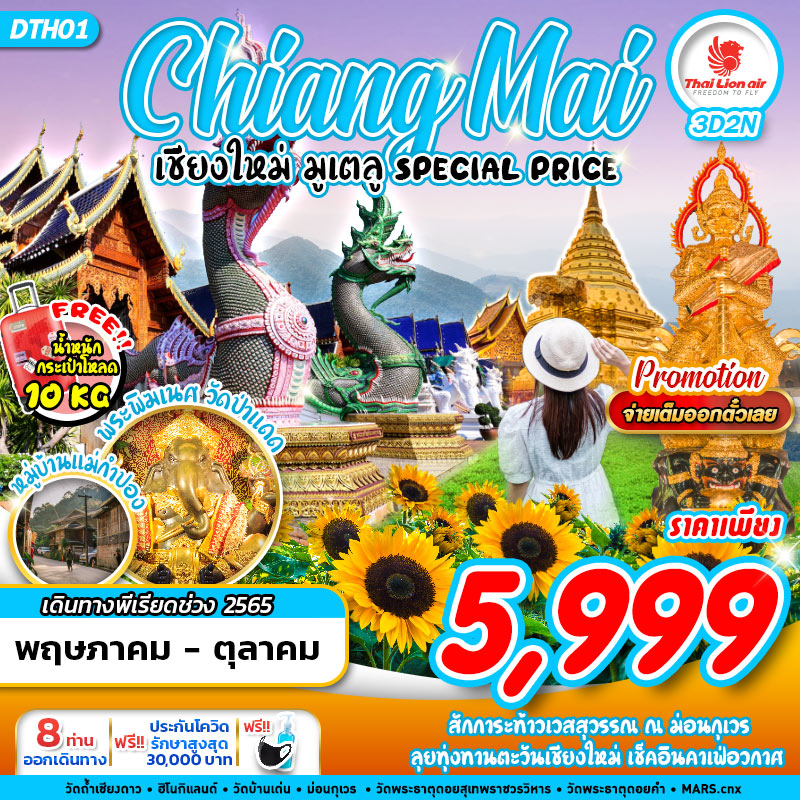 DTH01
Chiang Mai
Thai Lion air
FREEDOM TO FLY
3D2N
เชียงใหม่ มูเตลู SPECIAL PRICE
FREE!!
น้ำหนัก
กระเป๋าโหลด
10 KG
พระพิฆเนศ วัดป่าแดด
หมู่บ้านแม่กำปอง
Promotion
จ่ายเต็มออกตั๋วเลย
ราคาเพียง
5,999
เดินทางพีเรียดช่วง 2565
พฤษภาคม - ตุลาคม
8 ท่าน
ออกเดินทาง
ฟรี!!
ประกันโควิด
รักษาสูงสุด
30,000 บาท
ฟรี!!
สักการะท้าวเวสสุวรรณ ณ ม่อนกุเวร
ลุยทุ่งทานตะวันเชียงใหม่ เช็คอินคาเฟ่อวกาศ
วัดถ้ำเชียงดาว • ฮิโนกิแลนด์ • วัดบ้านเด่น • ม่อนกุเวร • วัดพระธาตุดอยสุเทพราชวรวิหาร • วัดพระธาตุดอยคำ • MARS.cnx